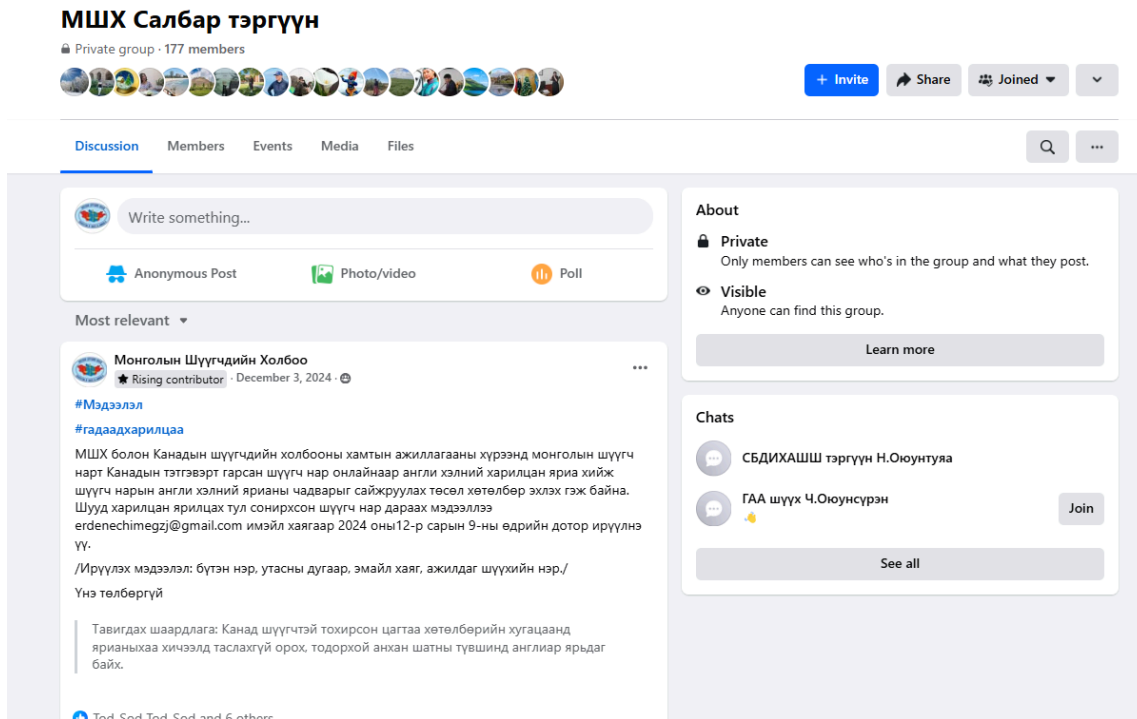 МШХ Салбар тэргүүн
Private group · 177 members
+ Invite
Share
Joined
Discussion
Members
Events
Media
Files
Write something...
Anonymous Post
Photo/video
Poll
Most relevant
Монголын Шүүгчдийн Холбоо
Rising contributor · December 3, 2024 ·
#Мэдээлэл
#гадаадхарилцаа
МШХ болон Канадын шүүгчдийн холбооны хамтын ажиллагааны хүрээнд монголын шүүгч
нарт Канадын тэтгэвэрт гарсан шүүгч нар онлайнаар англи хэлний харилцан яриа хийж
шүүгч нарын англи хэлний ярианы чадварыг сайжруулах төсөл хөтөлбөр эхлэх гэж байна.
Шууд харилцан ярилцах тул сонирхсон шүүгч нар дараах мэдээллээ
erdenechimegzj@gmail.com имэйл хаягаар 2024 оны12-р сарын 9-ны өдрийн дотор ирүүлнэ
үү.
/Ирүүлэх мэдээлэл: бүтэн нэр, утасны дугаар, эмайл хаяг, ажилдаг шүүхийн нэр./
Үнэ төлбөргүй
Тавигдах шаардлага: Канад шүүгчтэй тохирсон цагтаа хөтөлбөрийн хугацаанд
ярианыхаа хичээлд таслахгүй орох, тодорхой анхан шатны түвшинд англиар ярьдаг
байх.
Tod-Sod Tod-Sod and 6 others
About
Private
Only members can see who's in the group and what they post.
Visible
Anyone can find this group.
Learn more
Chats
СБДИХАШШ тэргүүн Н.Оюунтуяа
ГАА шүүх Ч.Оюунсүрэн
Join
See all